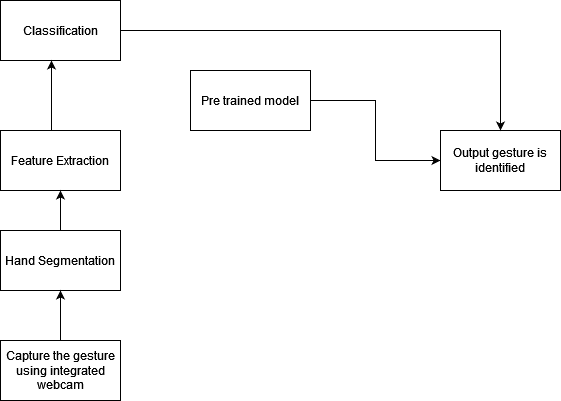 Classification
Pre trained model
Output gesture is
identified
Feature Extraction
Hand Segmentation
Capture the gesture
using integrated
webcam